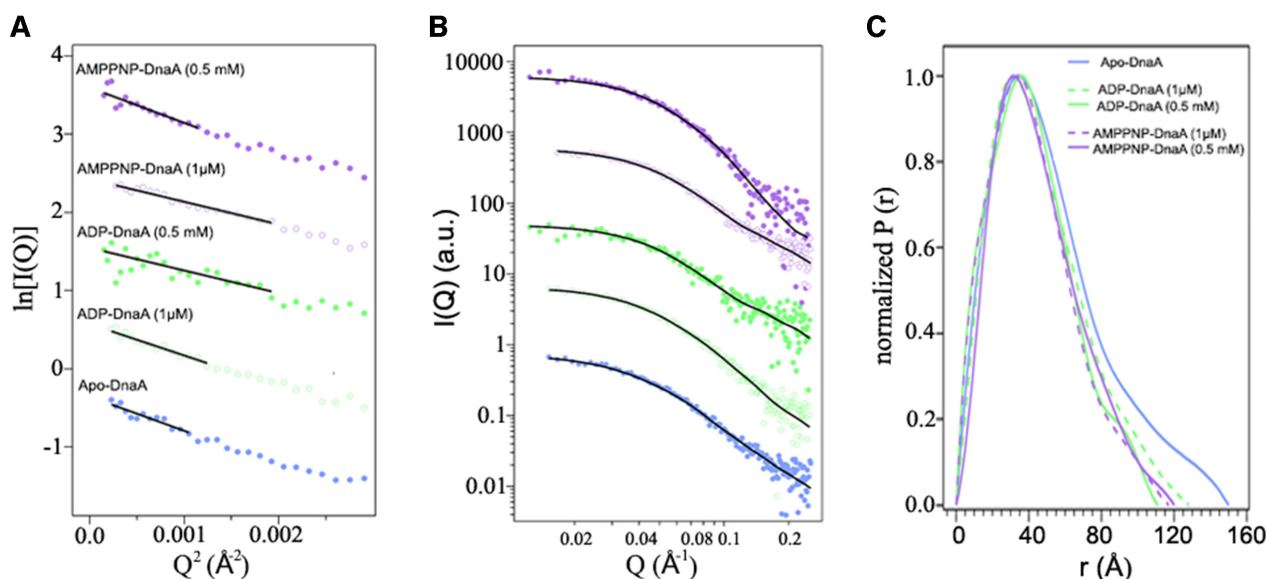 A
4
3
2
1
0
-1
ln[I(Q)]
AMPPNP-DnaA (0.5 mM)
AMPPNP-DnaA (1µM)
ADP-DnaA (0.5 mM)
ADP-DnaA (1µM)
Apo-DnaA
0.0 0.001 0.002
Q² (Å⁻²)
B
10000
1000
100
10
1
0.1
0.01
I(Q) (a.u.)
0.02 0.04 0.08 0.1 0.2
Q (Å⁻¹)
C
1.0
0.8
0.6
0.4
0.2
0.0
normalized P (r)
Apo-DnaA
ADP-DnaA (1µM)
ADP-DnaA (0.5 mM)
AMPPNP-DnaA (1µM)
AMPPNP-DnaA (0.5 mM)
0 40 80 120 160
r (Å)